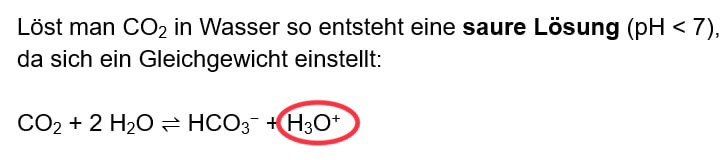 Löst man CO₂ in Wasser so entsteht eine saure Lösung (pH < 7),
da sich ein Gleichgewicht einstellt:
CO₂ + 2 H₂O ⇌ HCO₃⁻ + H₃O⁺